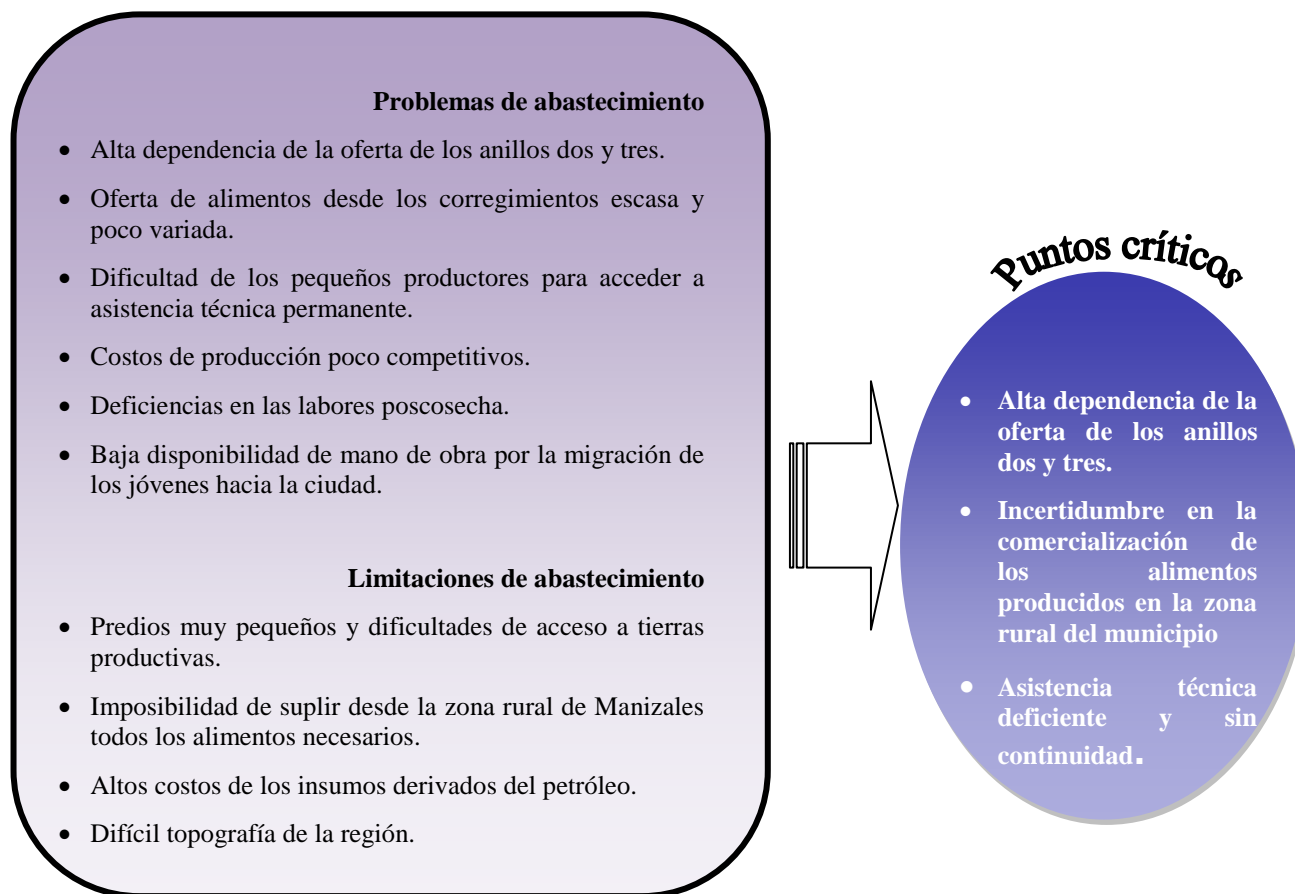 Problemas de abastecimiento
• Alta dependencia de la oferta de los anillos dos y tres.
• Oferta de alimentos desde los corregimientos escasa y
poco variada.
• Dificultad de los pequeños productores para acceder a
asistencia técnica permanente.
• Costos de producción poco competitivos.
• Deficiencias en las labores poscosecha.
• Baja disponibilidad de mano de obra por la migración de
los jóvenes hacia la ciudad.
Limitaciones de abastecimiento
• Predios muy pequeños y dificultades de acceso a tierras
productivas.
• Imposibilidad de suplir desde la zona rural de Manizales
todos los alimentos necesarios.
• Altos costos de los insumos derivados del petróleo.
• Difícil topografía de la región.
Puntos críticos
• Alta dependencia de la
oferta de los anillos
dos y tres.
• Incertidumbre en la
comercialización de
los alimentos
producidos en la zona
rural del municipio
• Asistencia técnica
deficiente y sin
continuidad.